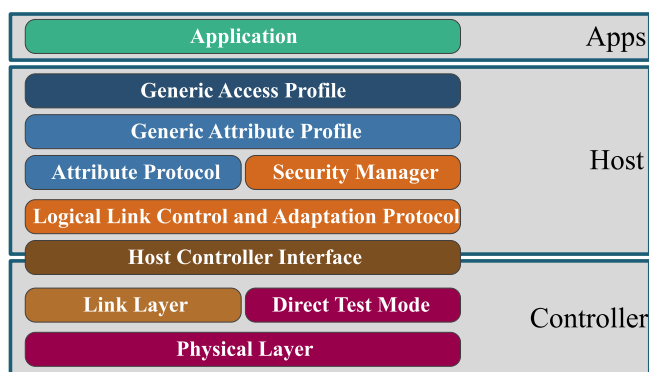 Application
Apps
Generic Access Profile
Generic Attribute Profile
Attribute Protocol
Security Manager
Host
Logical Link Control and Adaptation Protocol
Host Controller Interface
Link Layer
Direct Test Mode
Controller
Physical Layer